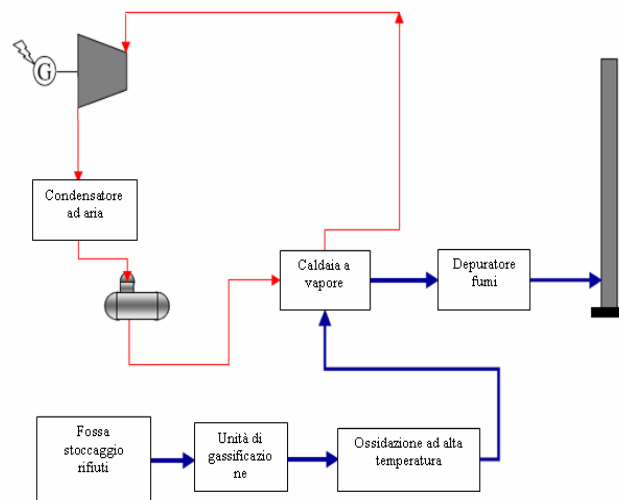 G
Condensatore
ad aria
Caldaia a
vapore
Depuratore
fumi
Fossa
stoccaggio
rifiuti
Unità di
gassificazio
ne
Ossidazione ad alta
temperatura